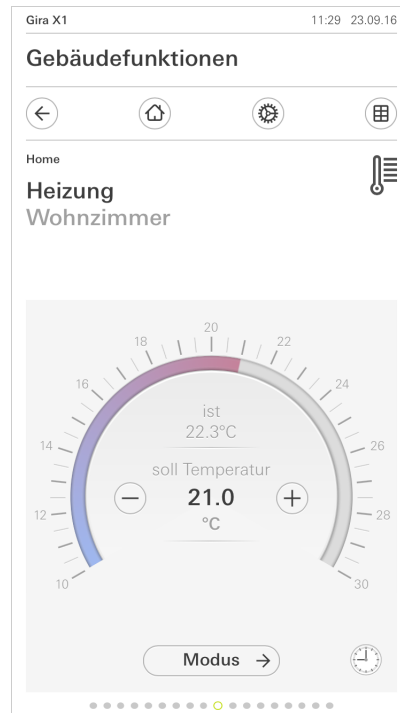 Gira X1 11:29 23.09.16
Gebäudefunktionen
Home
Heizung
Wohnzimmer
20
18 22
16 24
ist
22.3°C
14 26
soll Temperatur
21.0
°C
12 28
10 30
Modus